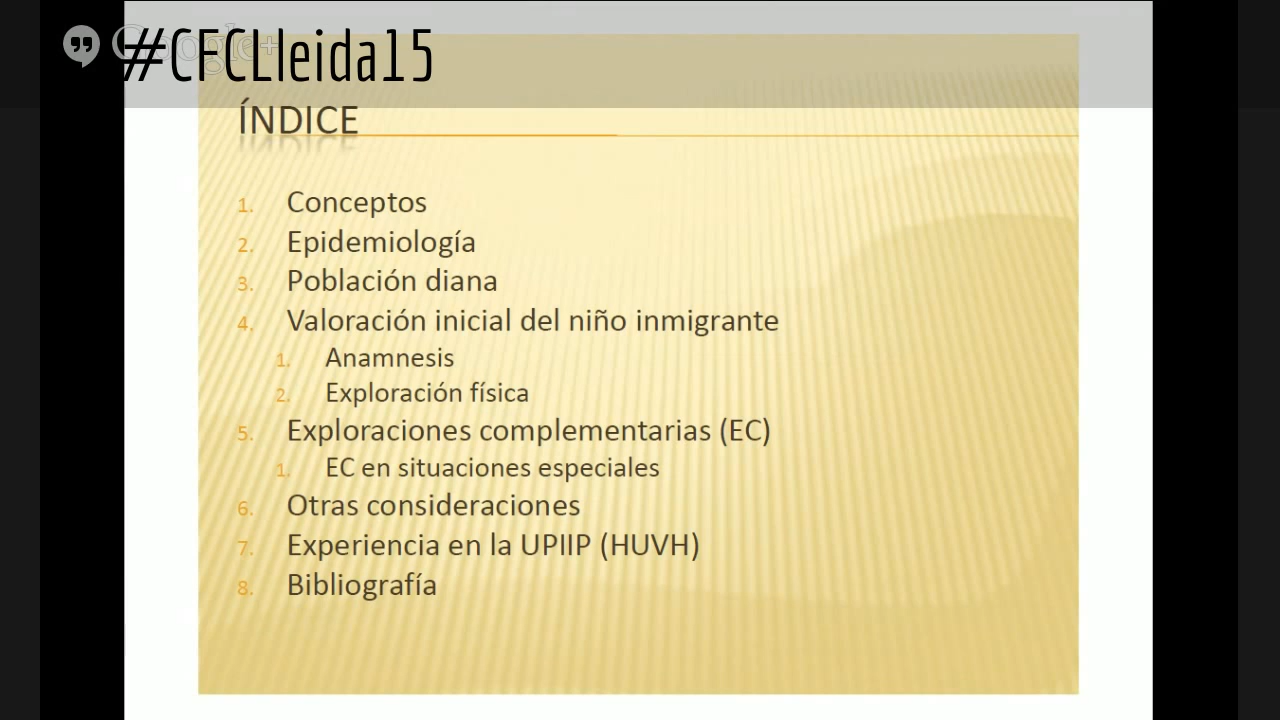 Google+
#CFCLleida15
ÍNDICE
1. Conceptos
2. Epidemiología
3. Población diana
4. Valoración inicial del niño inmigrante
1. Anamnesis
2. Exploración física
5. Exploraciones complementarias (EC)
1. EC en situaciones especiales
6. Otras consideraciones
7. Experiencia en la UPIIP (HUVH)
8. Bibliografía